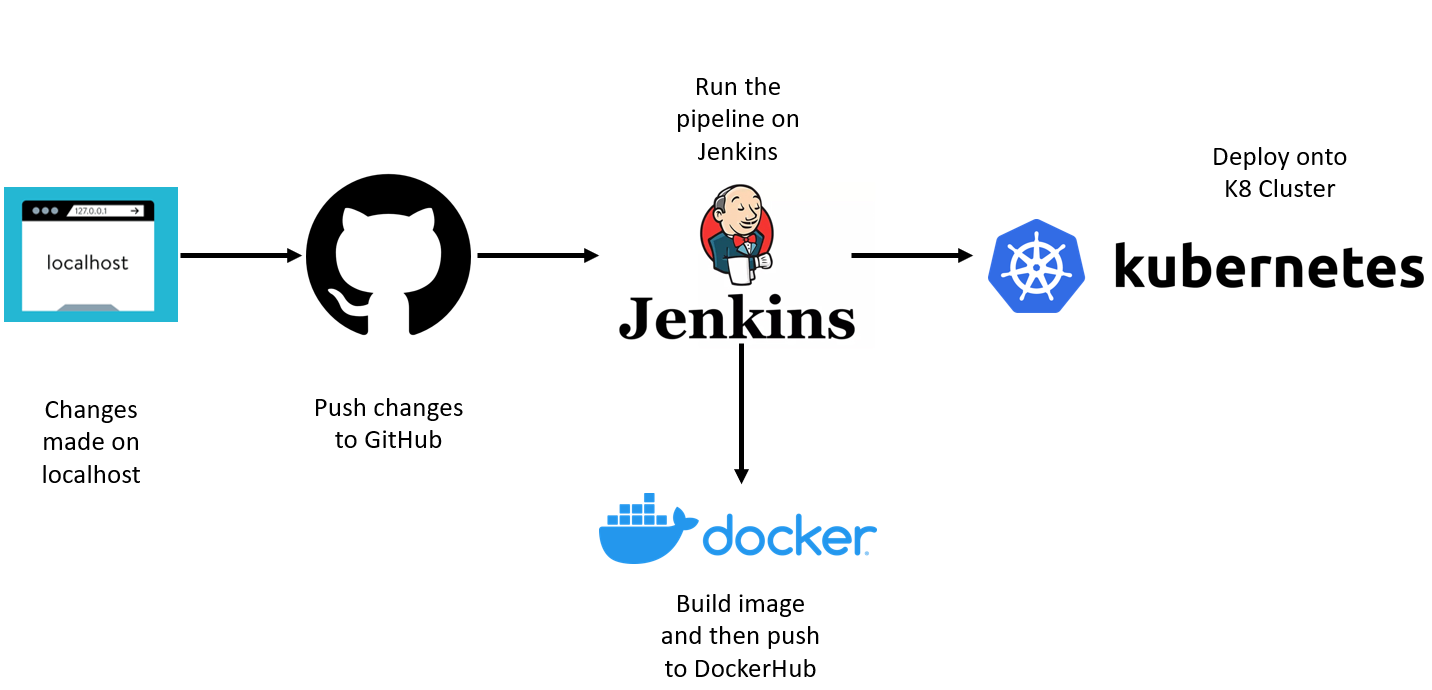 127.0.0.1
localhost
Changes
made on
localhost
Push changes
to GitHub
Run the
pipeline on
Jenkins
Jenkins
docker
Build image
and then push
to DockerHub
Deploy onto
K8 Cluster
kubernetes